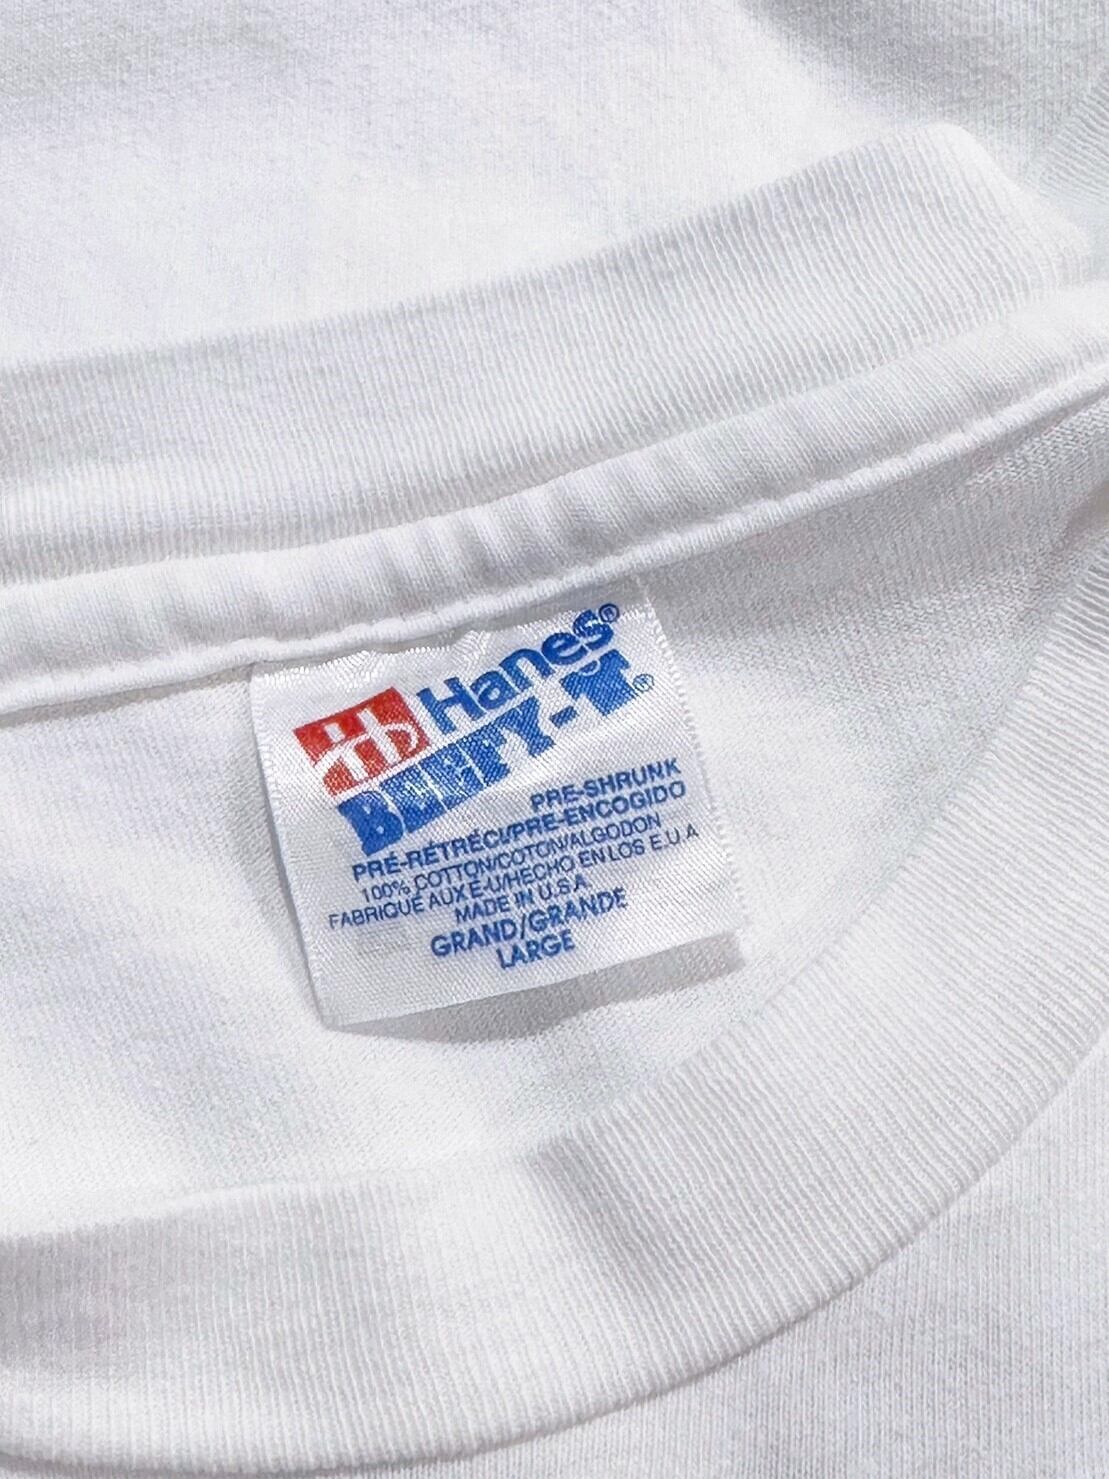 Hanes®
BEEFY-T®
PRE-SHRUNK
PRÉ-RÉTRÉCI/PRE-ENCOGIDO
100% COTTON/COTON/ALGODON
FABRIQUÉ AUX E-U/HECHO EN LOS E.U.A
MADE IN U.S.A
GRAND/GRANDE
LARGE